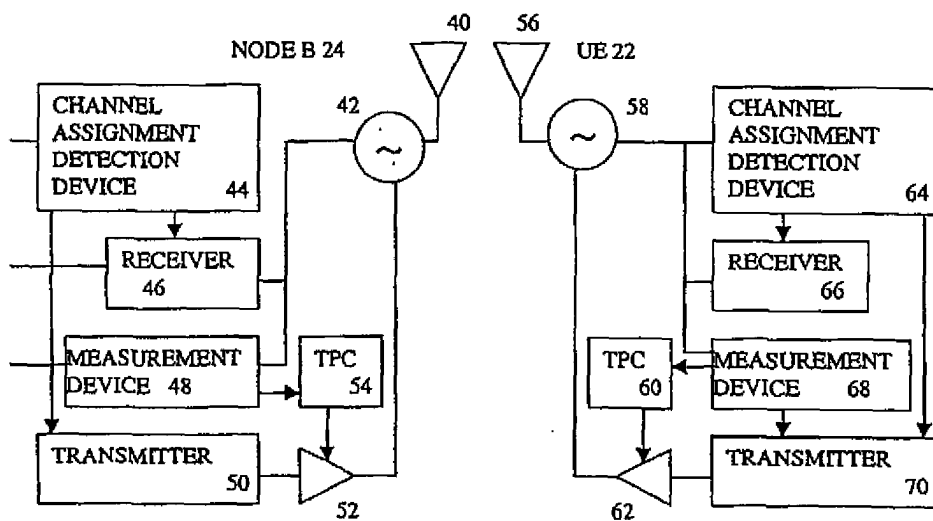 40
56
NODE B 24
UE 22
CHANNEL
ASSIGNMENT
DETECTION
DEVICE
44
42
~
58
~
CHANNEL
ASSIGNMENT
DETECTION
DEVICE
64
RECEIVER
46
RECEIVER
66
MEASUREMENT
DEVICE 48
TPC
54
TPC
60
MEASUREMENT
DEVICE 68
TRANSMITTER
50
52
62
TRANSMITTER
70